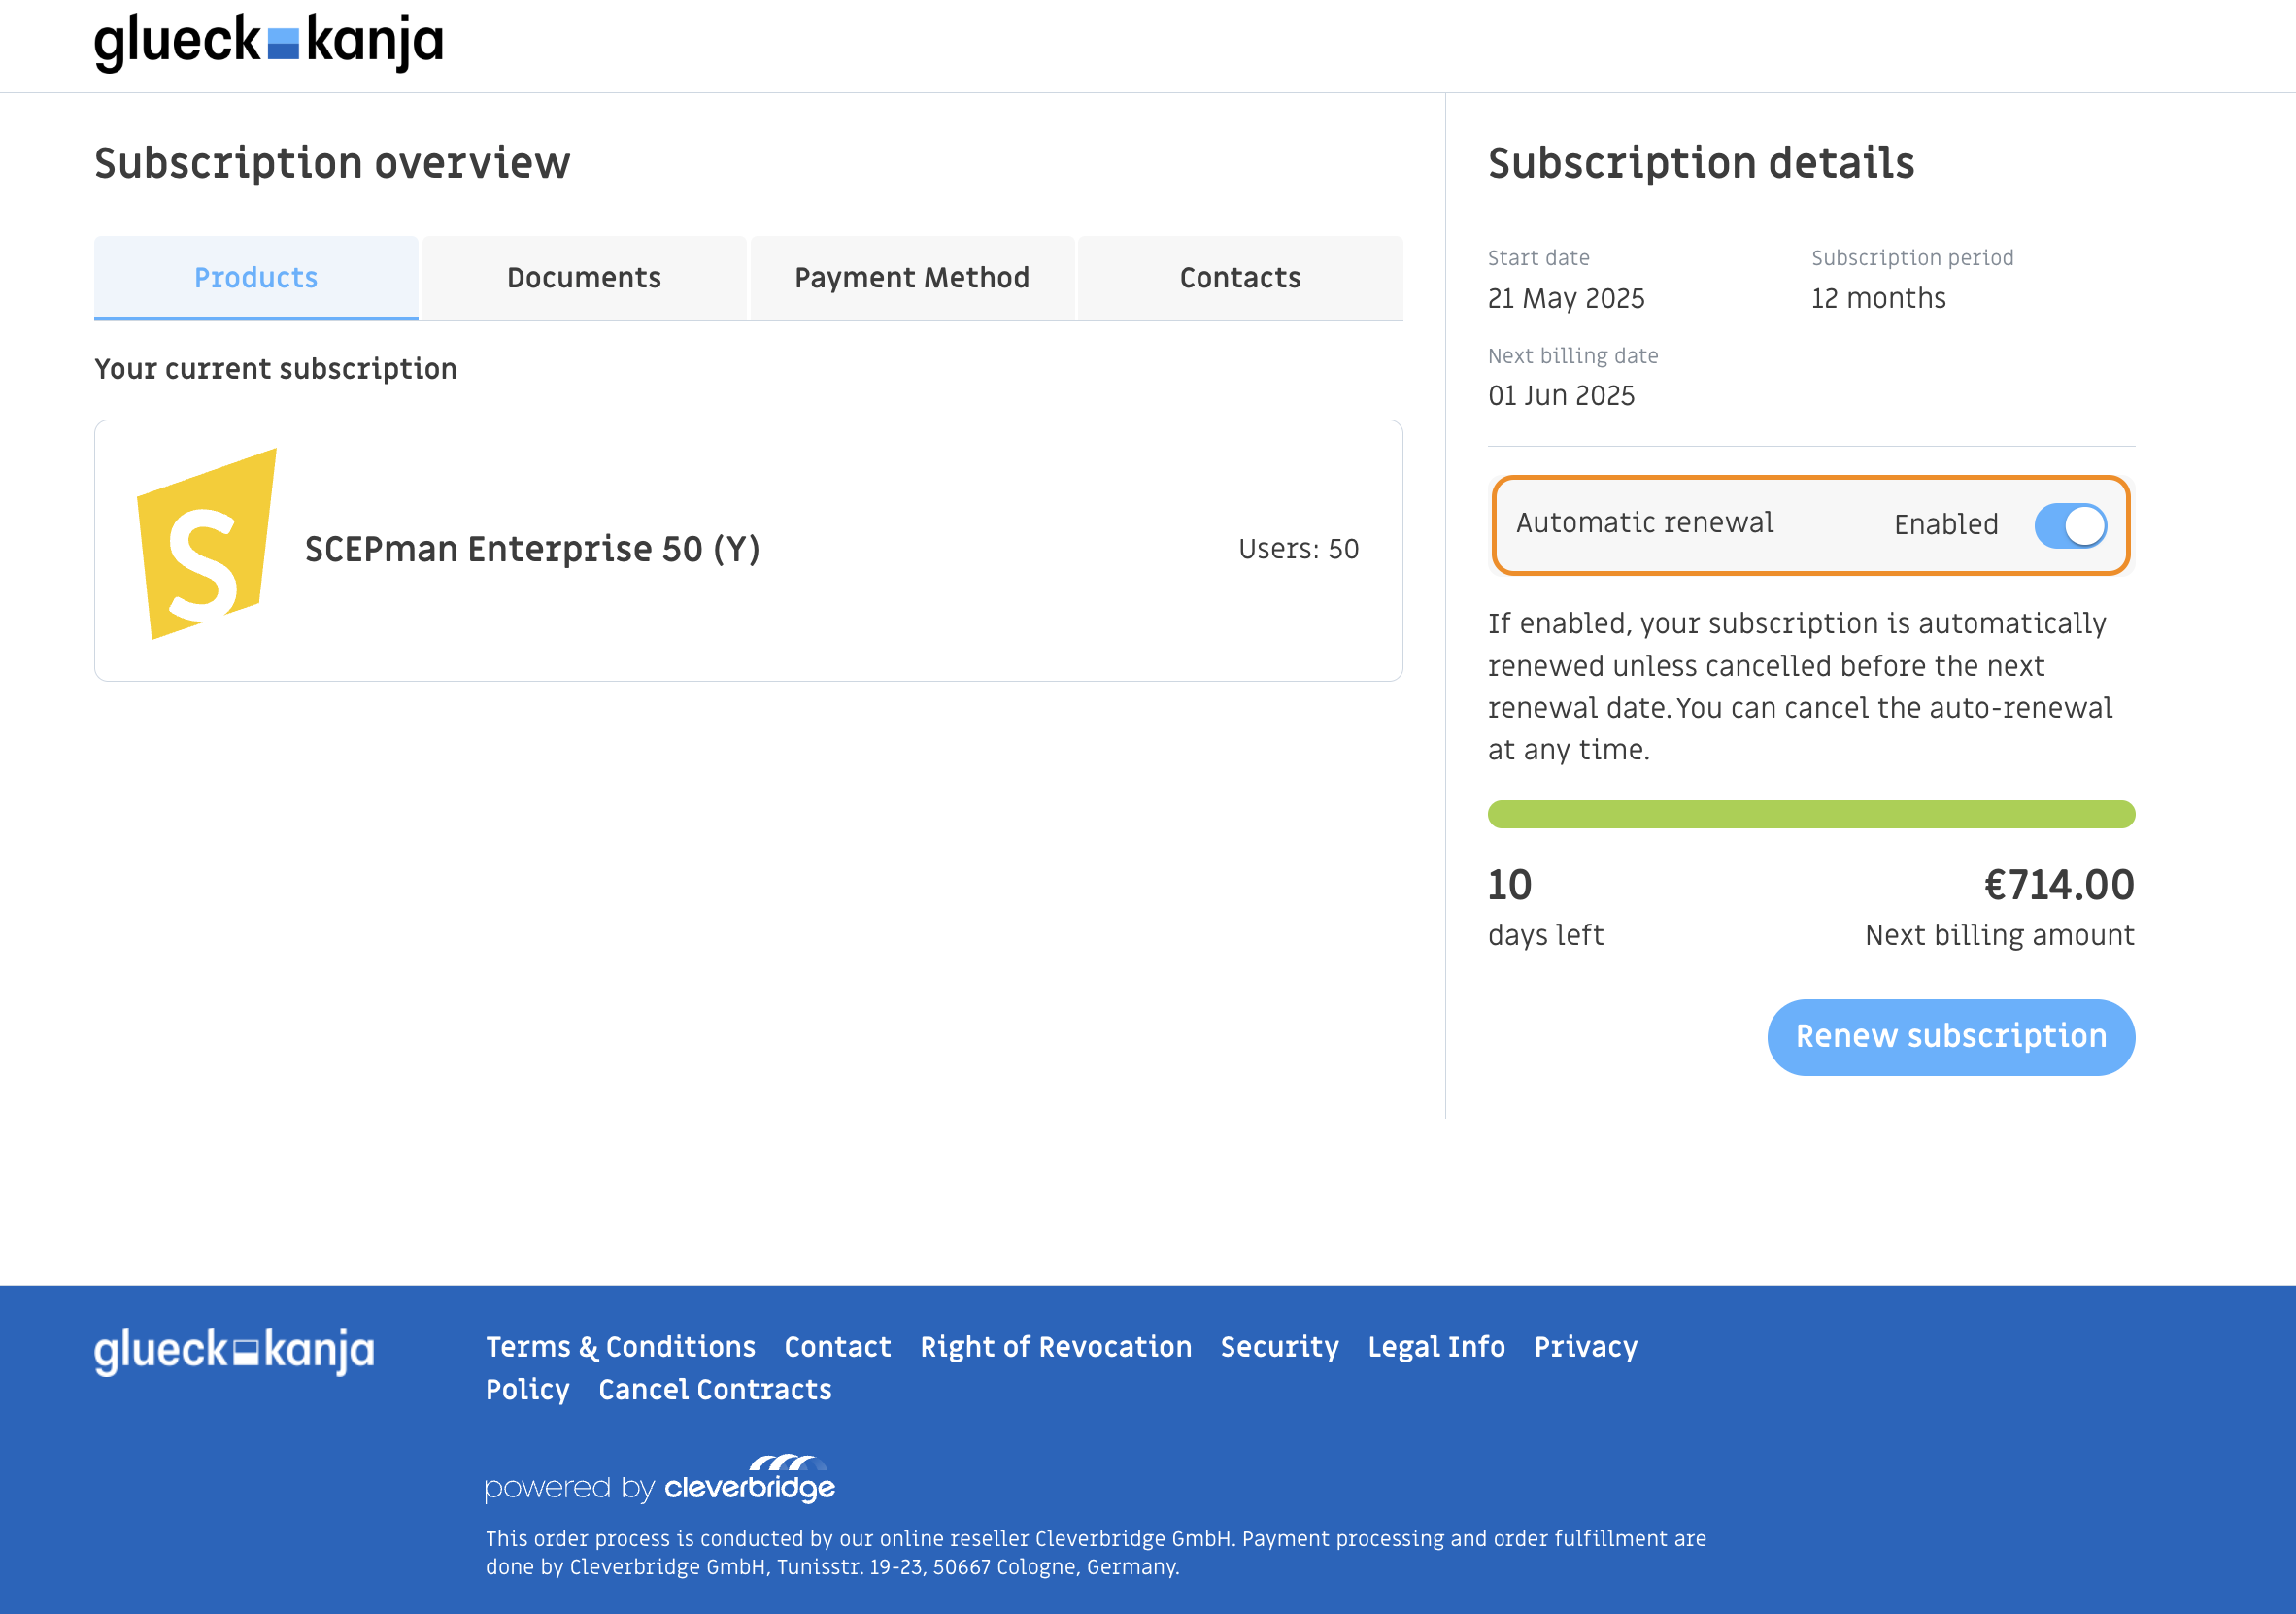 glueck kanja
Subscription overview
Products
Documents
Payment Method
Contacts
Your current subscription
S
SCEPman Enterprise 50 (Y)
Users: 50
Subscription details
Start date
21 May 2025
Subscription period
12 months
Next billing date
01 Jun 2025
Automatic renewal
Enabled
If enabled, your subscription is automatically
renewed unless cancelled before the next
renewal date. You can cancel the auto-renewal
at any time.
10
days left
€714.00
Next billing amount
Renew subscription
glueck kanja
Terms & Conditions Contact Right of Revocation Security Legal Info Privacy
Policy Cancel Contracts
powered by cleverbridge
This order process is conducted by our online reseller Cleverbridge GmbH. Payment processing and order fulfillment are
done by Cleverbridge GmbH, Tunisstr. 19-23, 50667 Cologne, Germany.